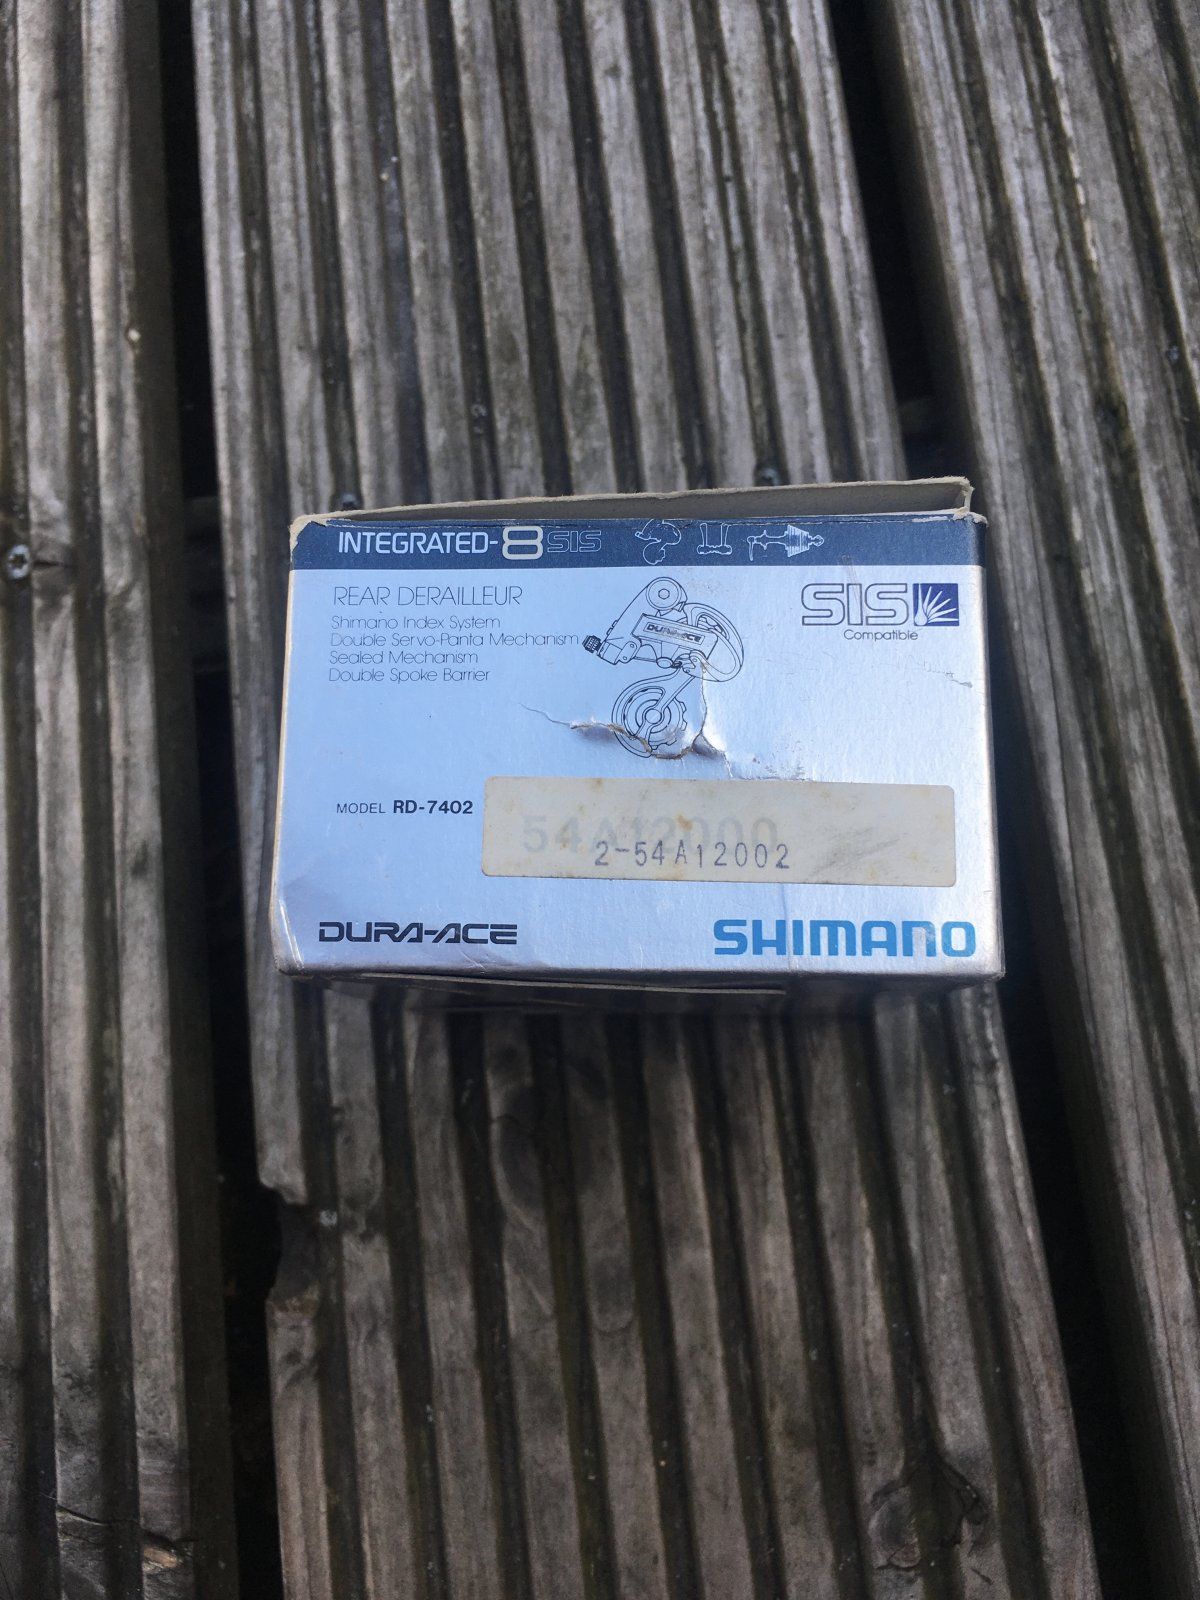 INTEGRATED-8 SIS
REAR DERAILLEUR
Shimano Index System
Double Servo-Panta Mechanism
Sealed Mechanism
Double Spoke Barrier
DURA-ACE
SIS
Compatible
MODEL RD-7402
54A12000
2-54A12002
DURA-ACE
SHIMANO